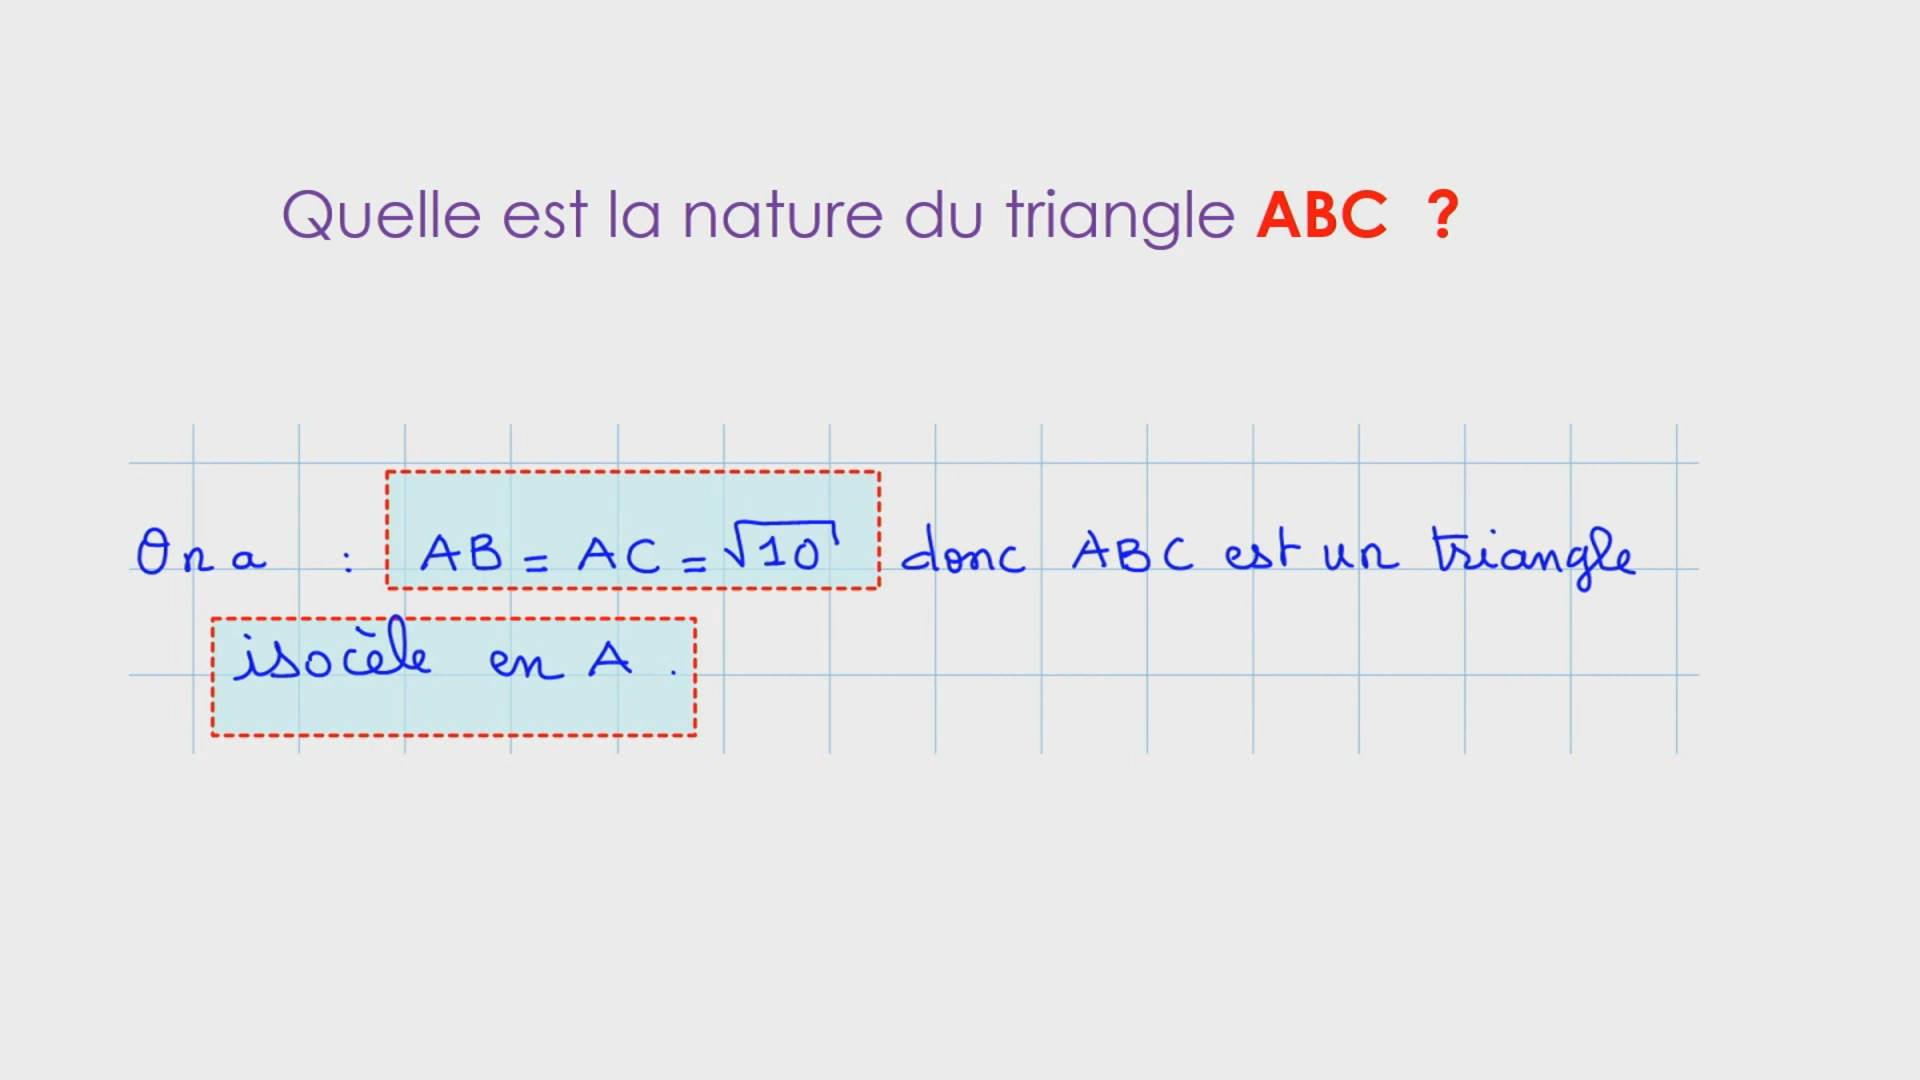 Quelle est la nature du triangle ABC ?
On a : AB = AC = √10 donc ABC est un triangle
isocèle en A .